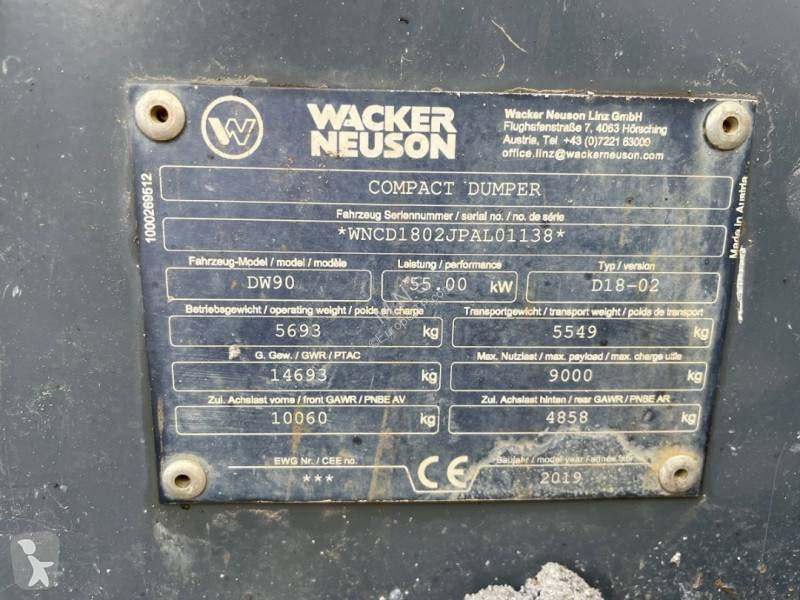 W
WACKER
NEUSON
Wacker Neuson Linz GmbH
Flughafenstraße 7, 4063 Hörsching
Austria, Tel +43 (0)7221 63000
office.linz@wackerneuson.com
1000269512
COMPACT DUMPER
Made in Austria
Fahrzeug Seriennummer / serial no. / no. de série
*WNCD1802JPAL01138*
Fahrzeug-Model / model / modèle
Leistung / performance
Typ / version
DW90
55.00 kW
D18-02
Betriebsgewicht / operating weight / poids en charge
Transportgewicht / transport weight / poids de transport
5693 kg
5549 kg
G. Gew. / GWR / PTAC
Max. Nutzlast / max. payload / max. charge utile
14693 kg
9000 kg
Zul. Achslast vorne / front GAWR / PNBE AV
Zul. Achslast hinten / rear GAWR / PNBE AR
10060 kg
4858 kg
EWG Nr. / CEE no.
***
CE
Baujahr / model year /
2019